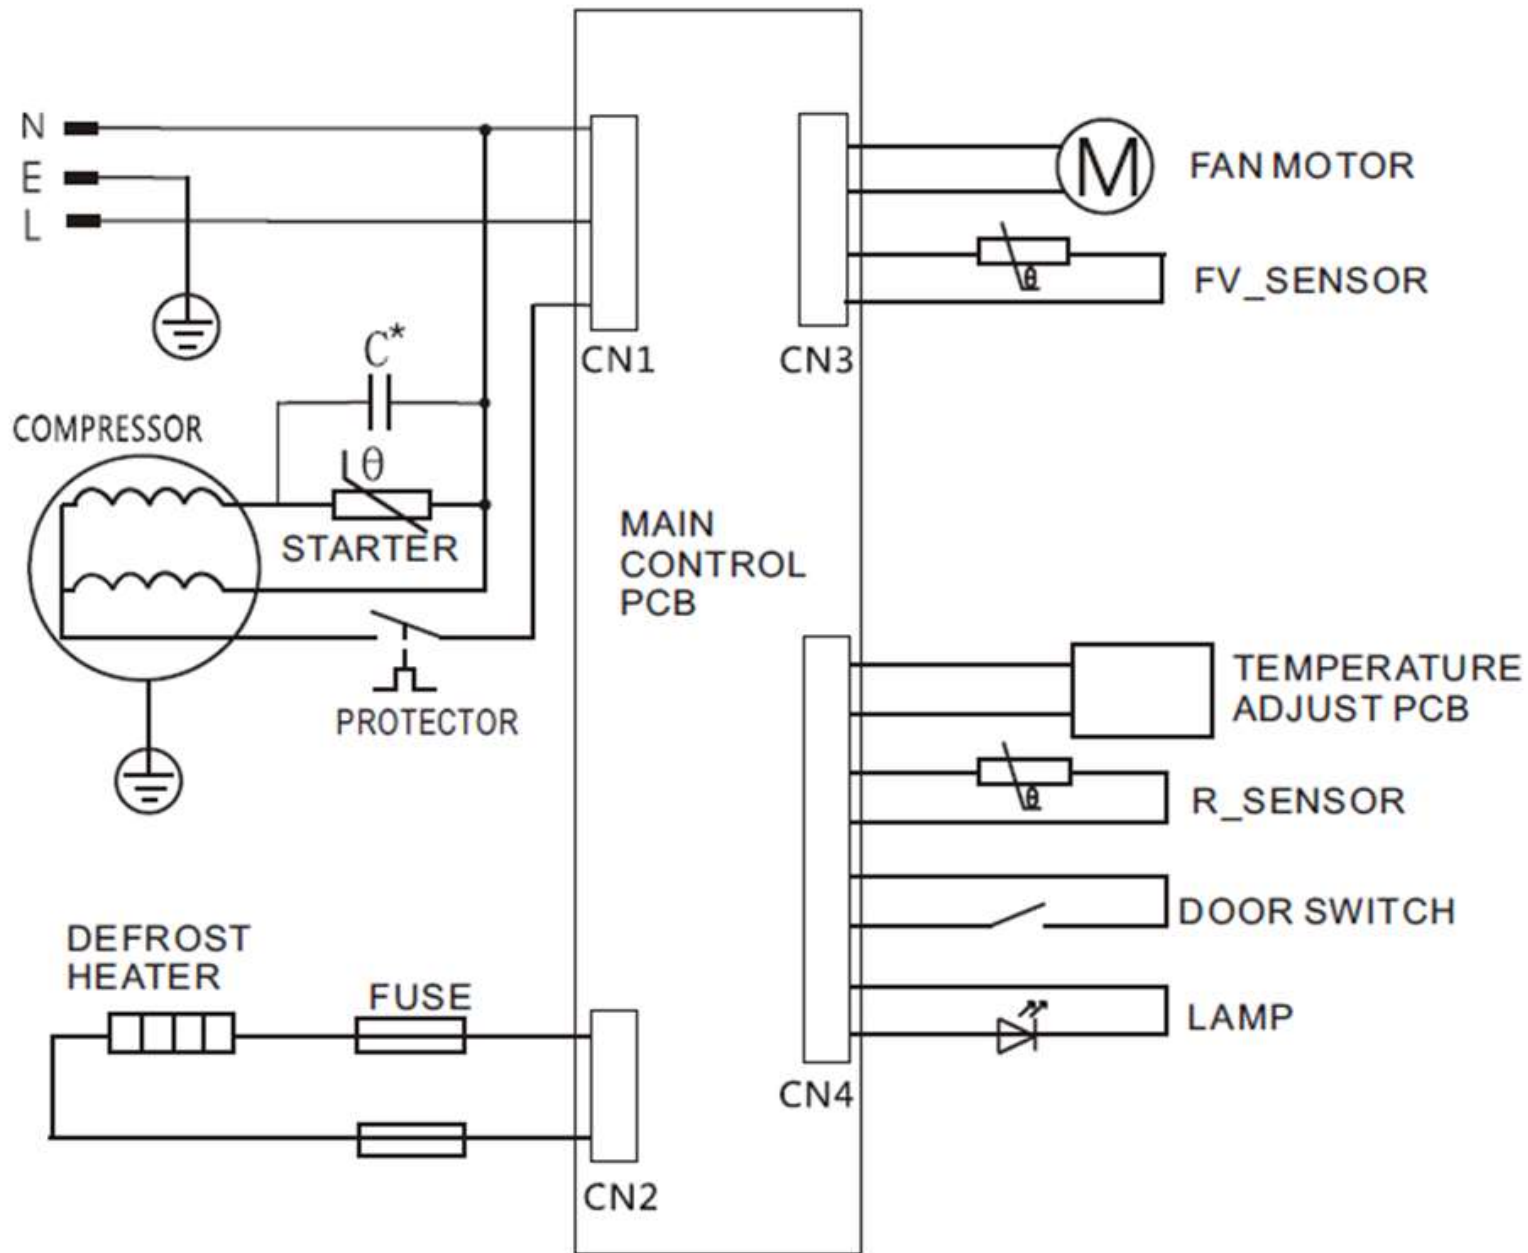 N
E
L
C*
θ
COMPRESSOR
STARTER
PROTECTOR
DEFROST
HEATER
FUSE
CN1
CN2
MAIN
CONTROL
PCB
CN3
CN4
M
FAN MOTOR
θ
FV_SENSOR
TEMPERATURE
ADJUST PCB
θ
R_SENSOR
DOOR SWITCH
LAMP